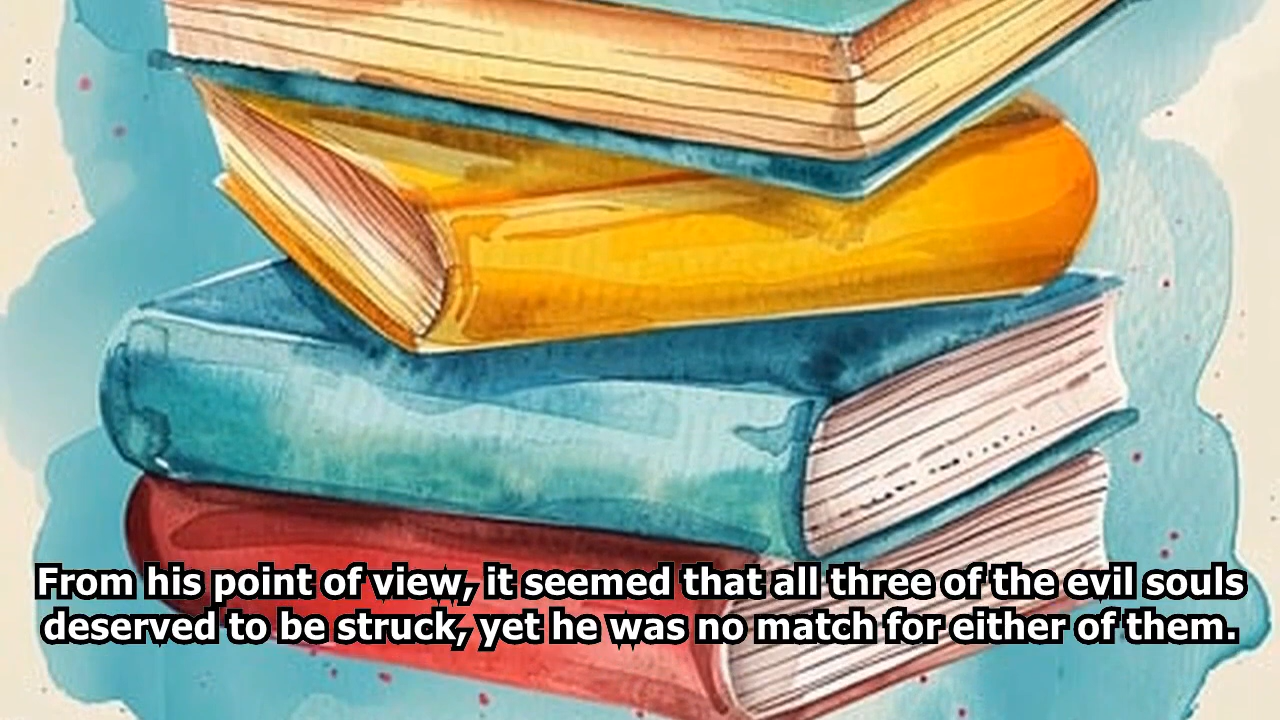 From his point of view, it seemed that all three of the evil souls
deserved to be struck, yet he was no match for either of them.